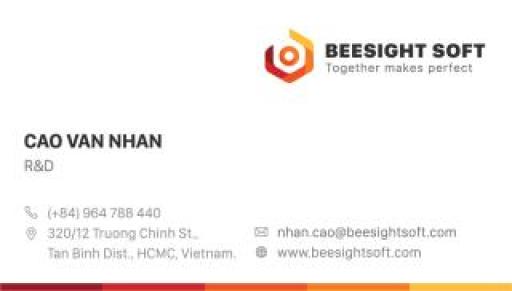 BEESIGHT SOFT
Together makes perfect
CAO VAN NHAN
R&D
(+84) 964 788 440
320/12 Truong Chinh St.,
Tan Binh Dist., HCMC, Vietnam.
nhan.cao@beesightsoft.com
www.beesightsoft.com